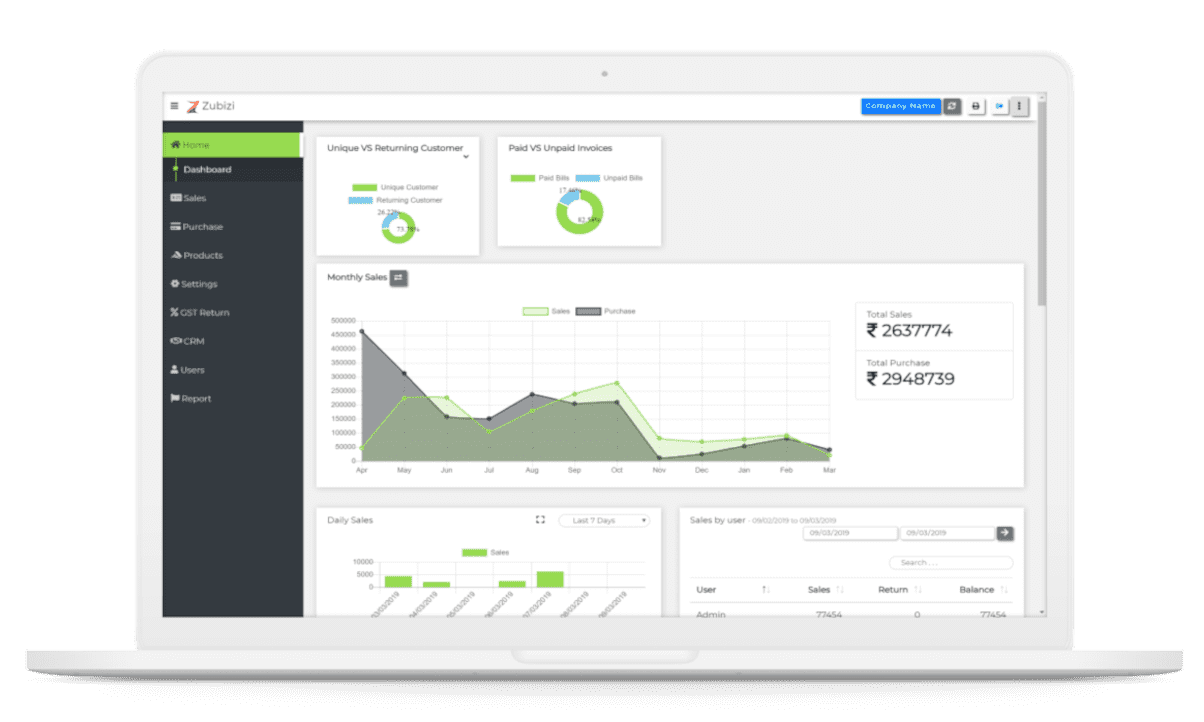 Zubizi
Company Name
Home
Dashboard
Sales
Purchase
Products
Settings
GST Return
CRM
Users
Report
Unique VS Returning Customer
Unique Customer
Returning Customer
26.22%
73.78%
Paid VS Unpaid Invoices
Paid Bills Unpaid Bills
17.46%
82.54%
Monthly Sales
Sales Purchase
500000
450000
400000
350000
300000
250000
200000
150000
100000
50000
0
Apr May Jun Jul Aug Sep Oct Nov Dec Jan Feb Mar
Total Sales
₹ 2637774
Total Purchase
₹ 2948739
Daily Sales
Last 7 Days
Sales
10000
5000
0
03/03/2019 04/03/2019 05/03/2019 06/03/2019 07/03/2019 08/03/2019 09/03/2019
Sales by user - 09/02/2019 to 09/03/2019
09/03/2019 09/03/2019
Search ...
User Sales Return Balance
Admin 77454 0 77454